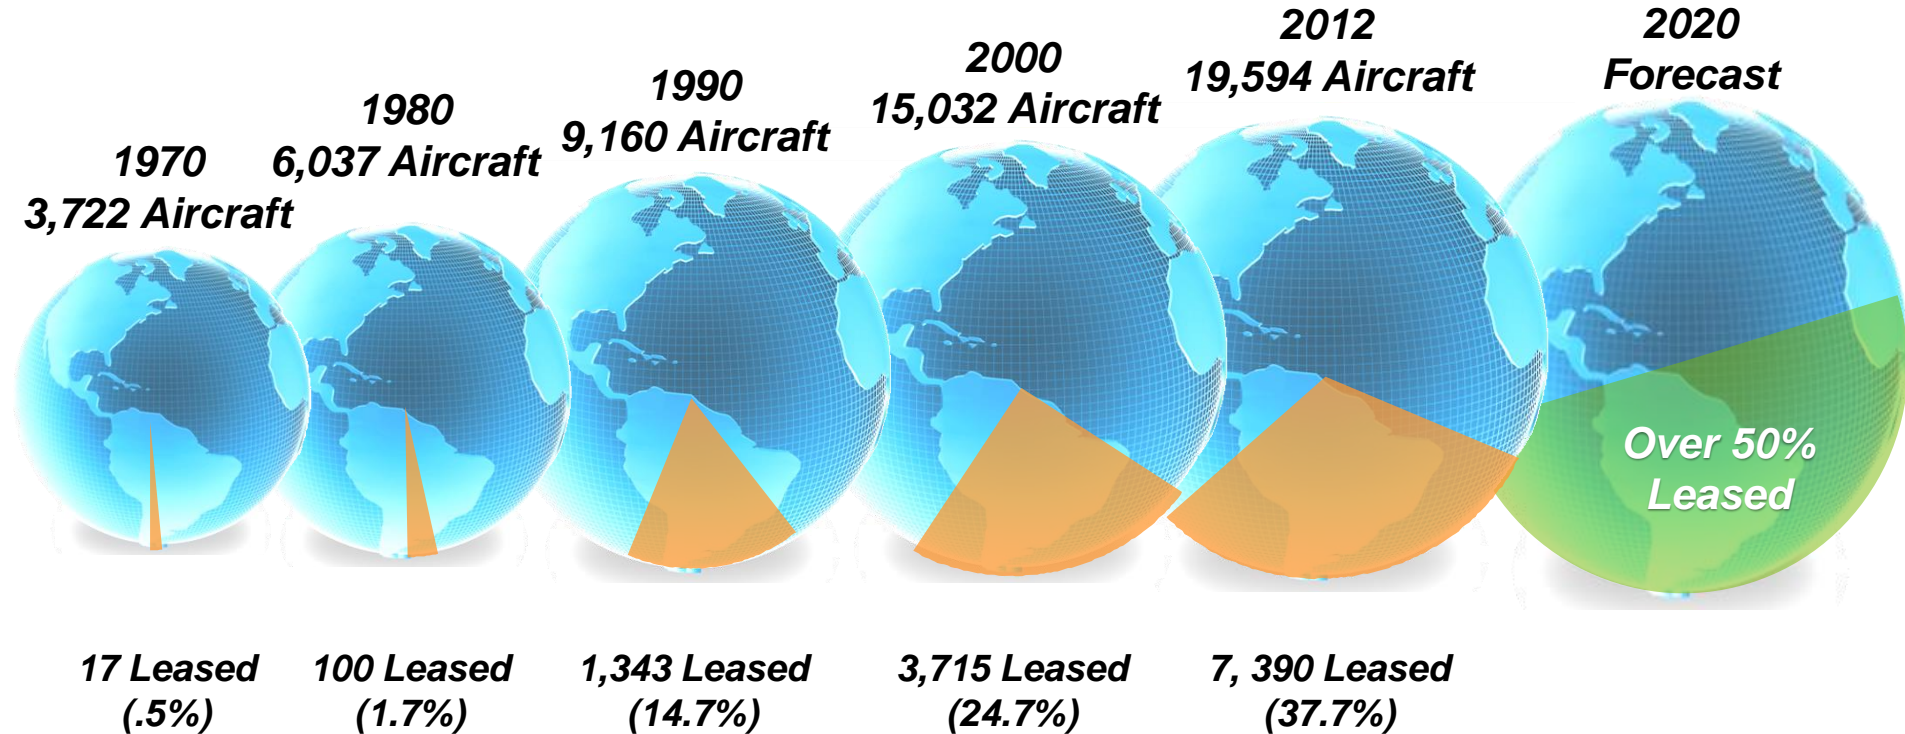 1970
3,722 Aircraft
1980
6,037 Aircraft
1990
9,160 Aircraft
2000
15,032 Aircraft
2012
19,594 Aircraft
2020
Forecast
Over 50%
Leased
17 Leased
(.5%)
100 Leased
(1.7%)
1,343 Leased
(14.7%)
3,715 Leased
(24.7%)
7, 390 Leased
(37.7%)